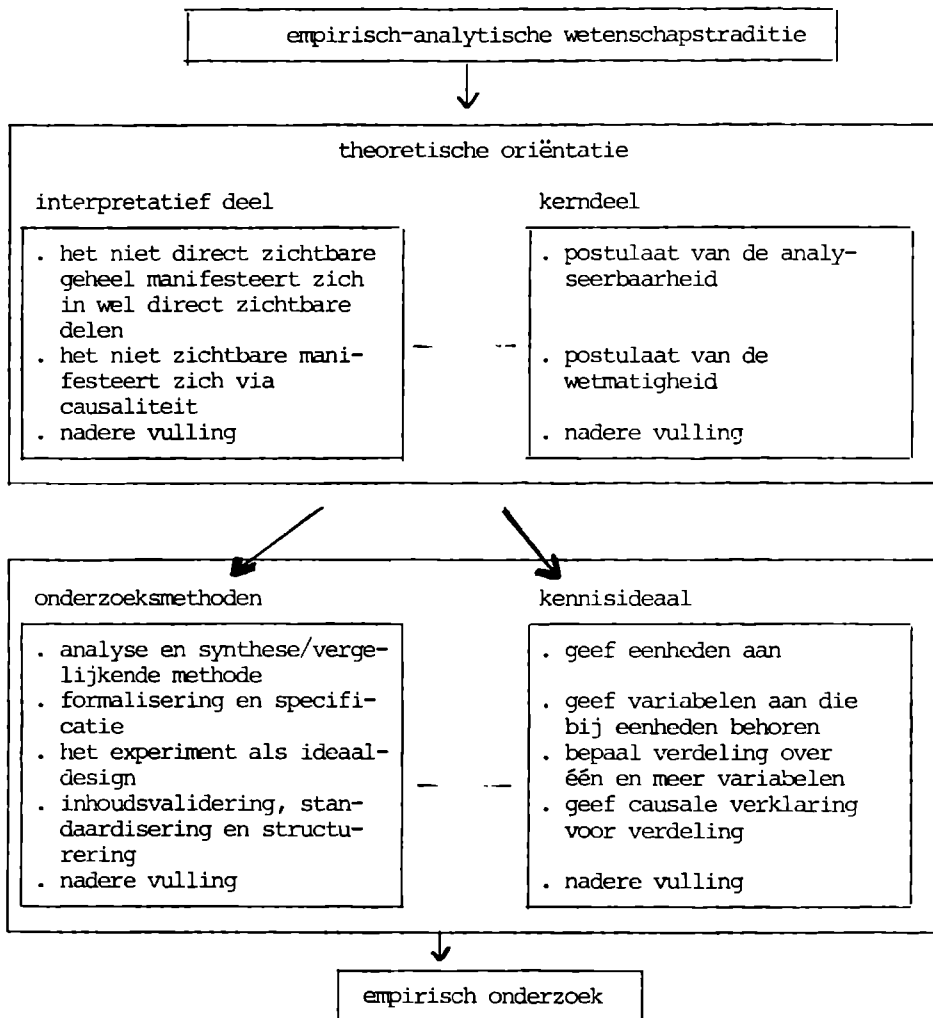 empirisch-analytische wetenschapstraditie
theoretische oriëntatie
interpretatief deel
. het niet direct zichtbare
geheel manifesteert zich
in wel direct zichtbare
delen
. het niet zichtbare mani-
festeert zich via
causaliteit
. nadere vulling
kerndeel
. postulaat van de analy-
seerbaarheid
. postulaat van de
wetmatigheid
. nadere vulling
onderzoeksmethoden
. analyse en synthese/verge-
lijkende methode
. formalisering en specifi-
catie
. het experiment als ideaal-
design
. inhoudsvalidering, stan-
daardisering en structu-
rering
. nadere vulling
kennisideaal
. geef eenheden aan
. geef variabelen aan die
bij eenheden behoren
. bepaal verdeling over
één en meer variabelen
. geef causale verklaring
voor verdeling
. nadere vulling
empirisch onderzoek